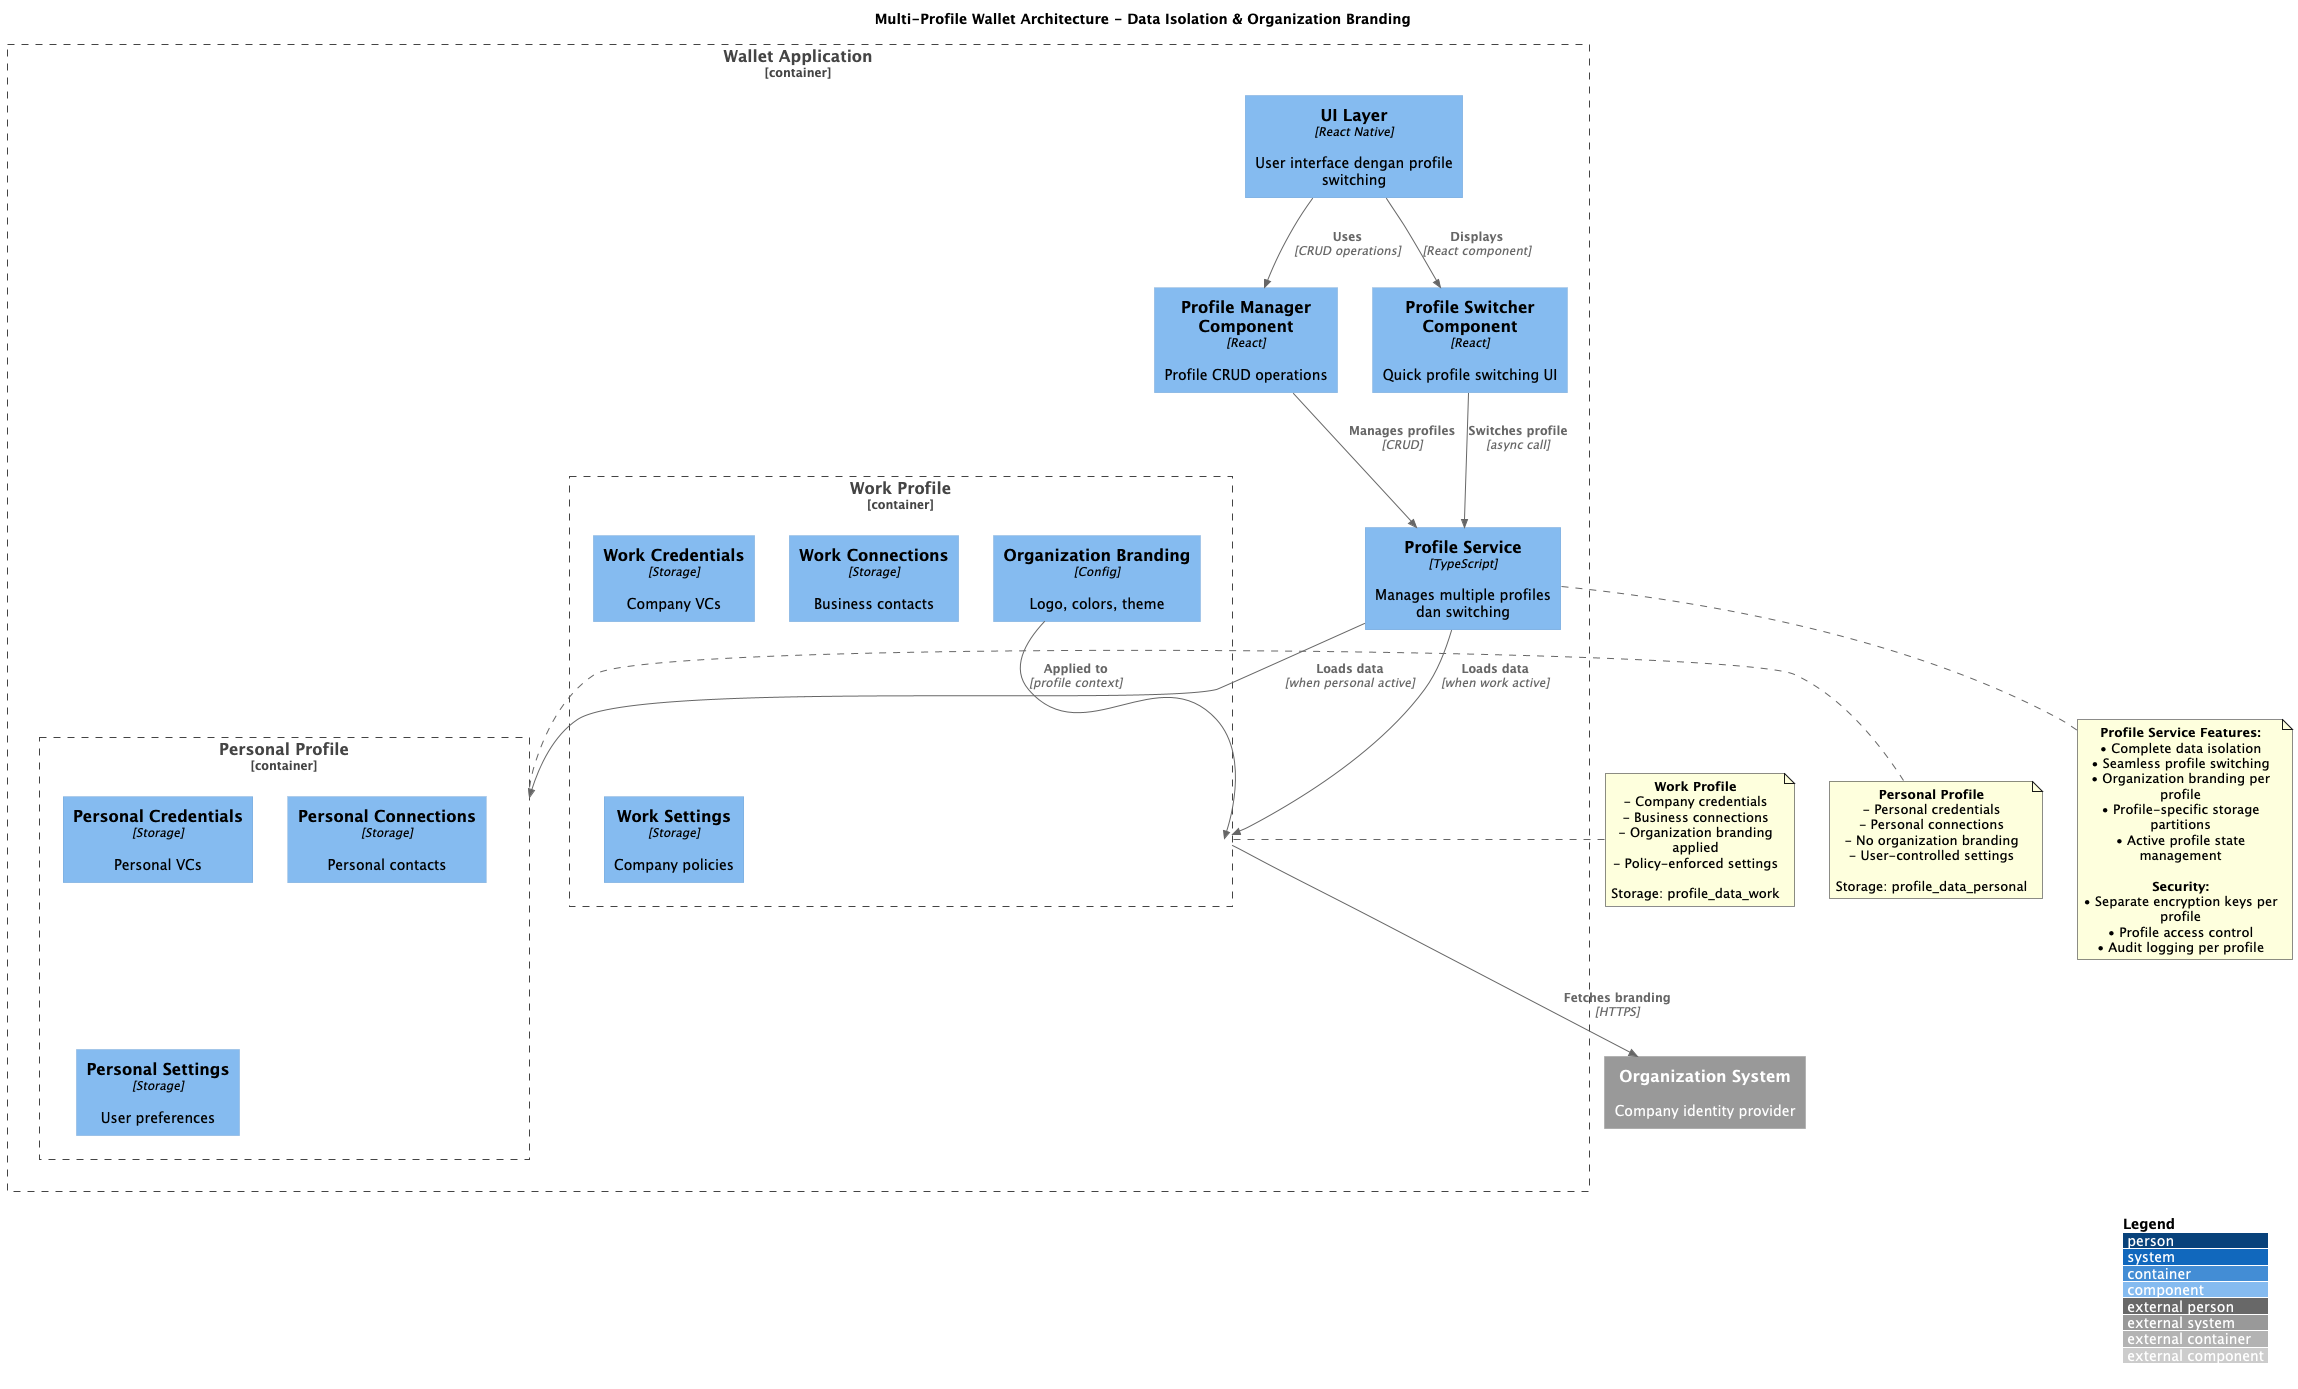 Multi-Profile Wallet Architecture - Data Isolation & Organization Branding
Wallet Application
[container]
UI Layer
[React Native]
User interface dengan profile
switching
Uses
[CRUD operations]
Displays
[React component]
Profile Manager
Component
[React]
Profile CRUD operations
Profile Switcher
Component
[React]
Quick profile switching UI
Manages profiles
[CRUD]
Switches profile
[async call]
Work Profile
[container]
Work Credentials
[Storage]
Company VCs
Work Connections
[Storage]
Business contacts
Organization Branding
[Config]
Logo, colors, theme
Profile Service
[TypeScript]
Manages multiple profiles
dan switching
Applied to
[profile context]
Loads data
[when personal active]
Loads data
[when work active]
Personal Profile
[container]
Personal Credentials
[Storage]
Personal VCs
Personal Connections
[Storage]
Personal contacts
Work Settings
[Storage]
Company policies
Work Profile
- Company credentials
- Business connections
- Organization branding
applied
- Policy-enforced settings
Storage: profile_data_work
Personal Profile
- Personal credentials
- Personal connections
- No organization branding
- User-controlled settings
Storage: profile_data_personal
Profile Service Features:
• Complete data isolation
• Seamless profile switching
• Organization branding per
profile
• Profile-specific storage
partitions
• Active profile state
management
Security:
• Separate encryption keys per
profile
• Profile access control
• Audit logging per profile
Fetches branding
[HTTPS]
Personal Settings
[Storage]
User preferences
Organization System
Company identity provider
Legend
person
system
container
component
external person
external system
external container
external component